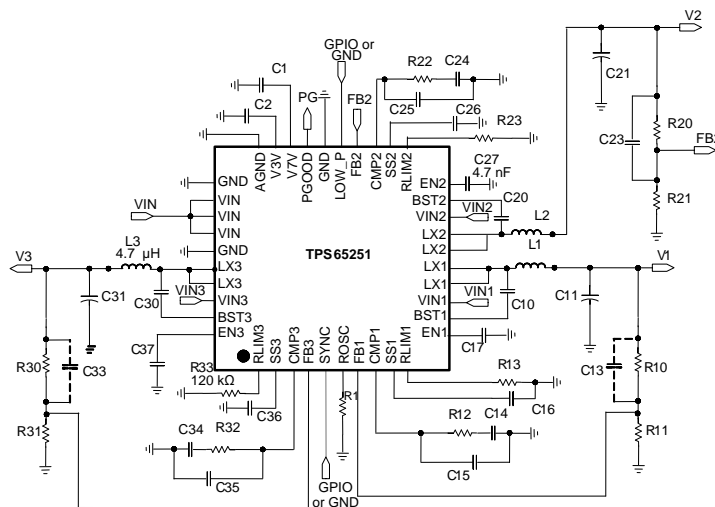 GPIO or
GND
V2
C1
R22
C24
C21
PG
FB2
C25
C26
C2
R23
C23
R20
FB
R21
AGND
V3V
V7V
PGOOD
GND
LOW_P
FB2
CMP2
SS2
RLIM2
C27
4.7 nF
GND
EN2
BST2
C20
VIN
VIN
VIN
VIN
VIN2
VIN2
L2
LX2
GND
LX2
L1
L3
4.7 µH
TPS65251
V3
V1
LX3
LX1
LX3
LX1
C31
C30
VIN3
VIN3
VIN1
VIN1
C10
C11
BST3
BST1
EN3
EN1
C17
C37
RLIM3
SS3
CMP3
FB3
SYNC
ROSC
FB1
CMP1
SS1
RLIM1
R30
C33
R33
120 kΩ
R13
C13
R10
C36
R1
C16
R31
C34
R32
R12
C14
R11
C35
C15
GPIO
or GND